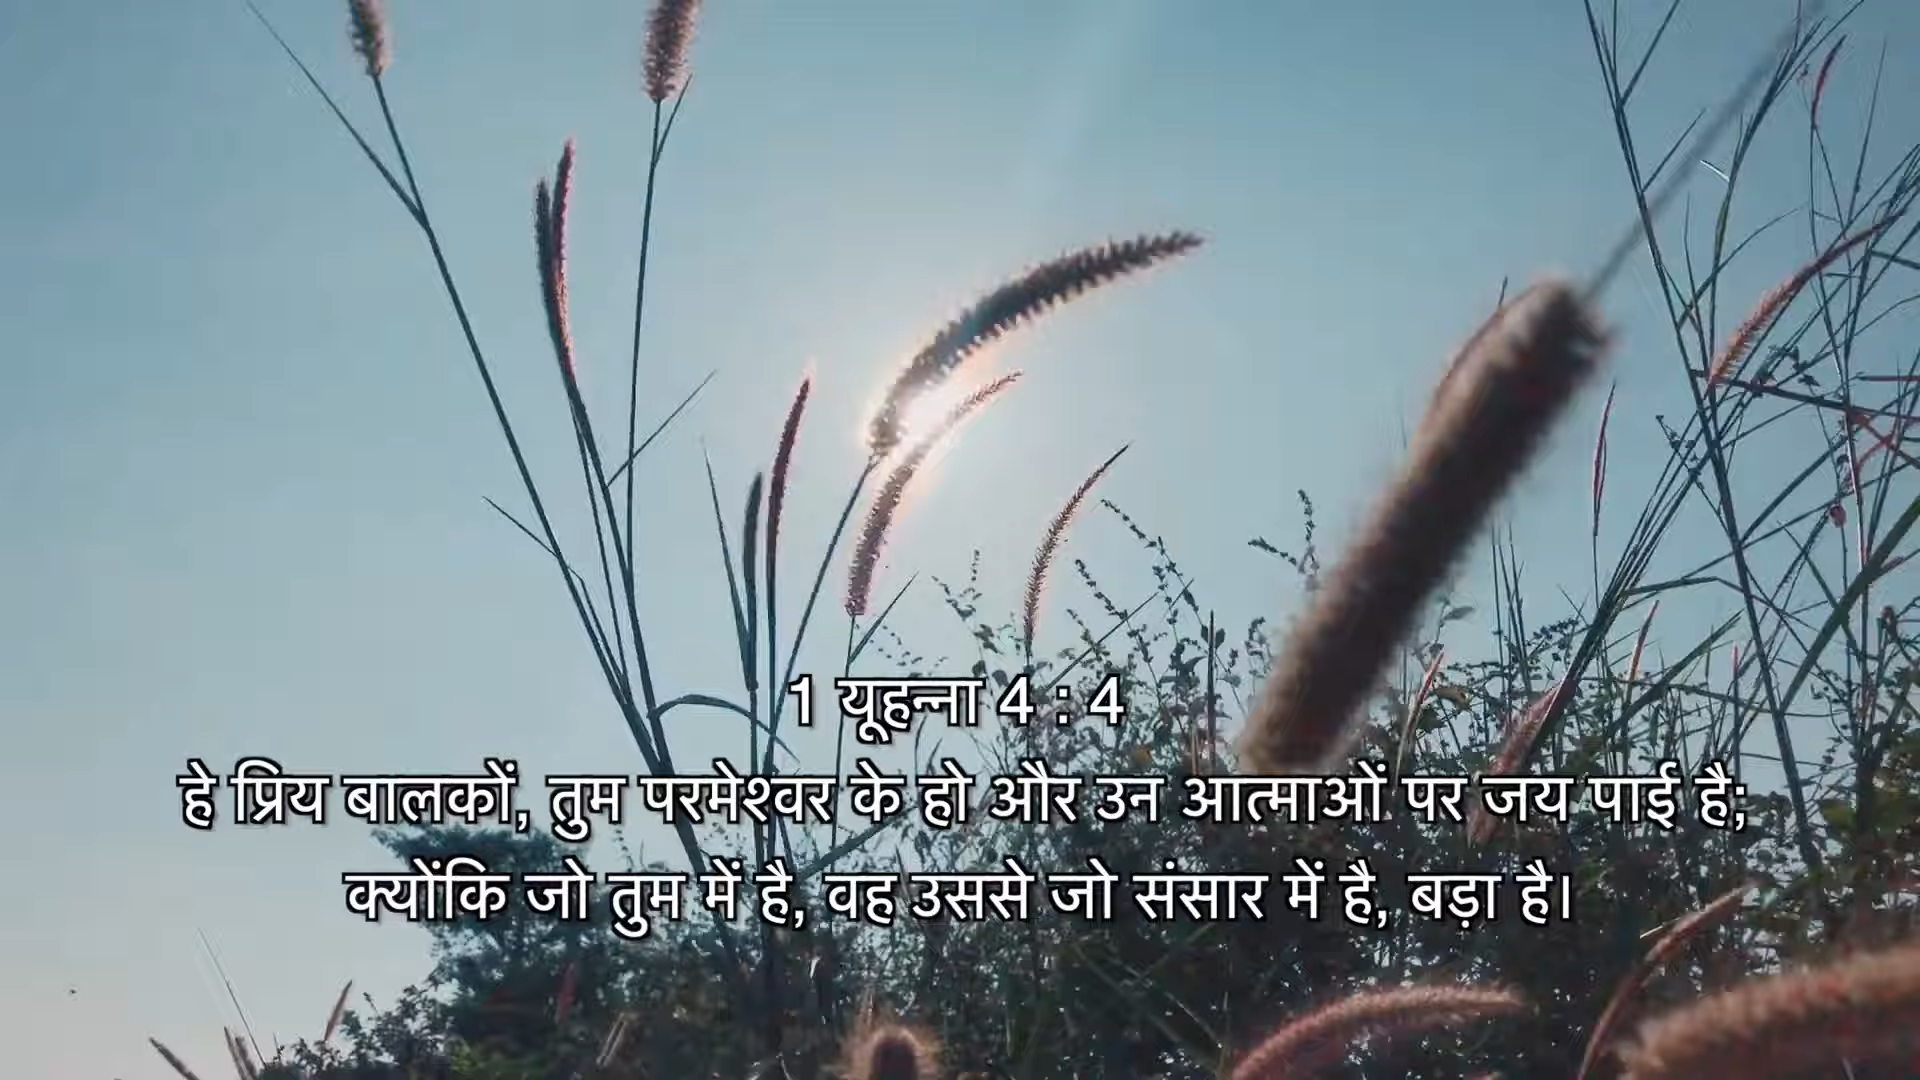 1 यूहन्ना 4 : 4
हे प्रिय बालकों, तुम परमेश्वर के हो और उन आत्माओं पर जय पाई है;
क्योंकि जो तुम में है, वह उससे जो संसार में है, बड़ा है।